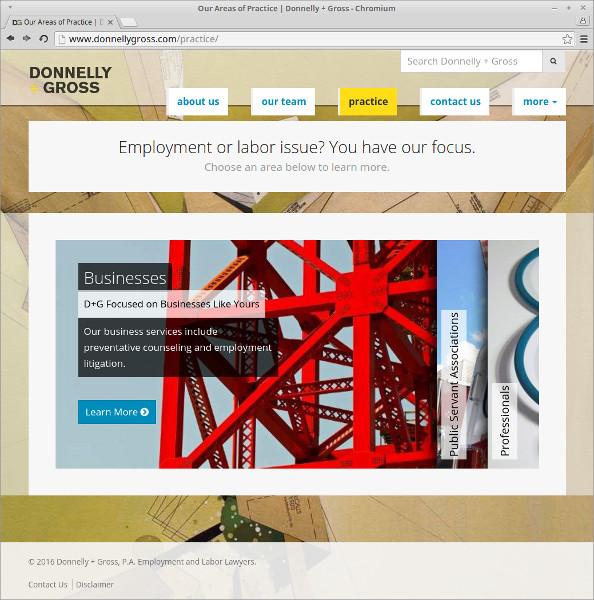 Our Areas of Practice | Donnelly + Gross - Chromium
D+G Our Areas of Practice | D
www.donnellygross.com/practice/
Search Donnelly + Gross
DONNELLY
+GROSS
about us
our team
practice
contact us
more
Employment or labor issue? You have our focus.
Choose an area below to learn more.
Businesses
D+G Focused on Businesses Like Yours
Our business services include
preventative counseling and employment
litigation.
Learn More
Public Servant Associations
Professionals
© 2016 Donnelly + Gross, P.A. Employment and Labor Lawyers.
Contact Us | Disclaimer